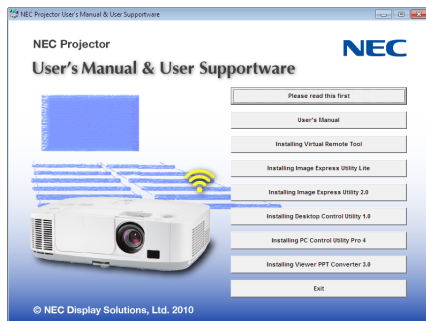 NEC Projector User's Manual & User Supportware
NEC Projector
NEC
User's Manual & User Supportware
Please read this first
User's Manual
Installing Virtual Remote Tool
Installing Image Express Utility Lite
Installing Image Express Utility 2.0
Installing Desktop Control Utility 1.0
Installing PC Control Utility Pro 4
Installing Viewer PPT Converter 3.0
Exit
© NEC Display Solutions, Ltd. 2010